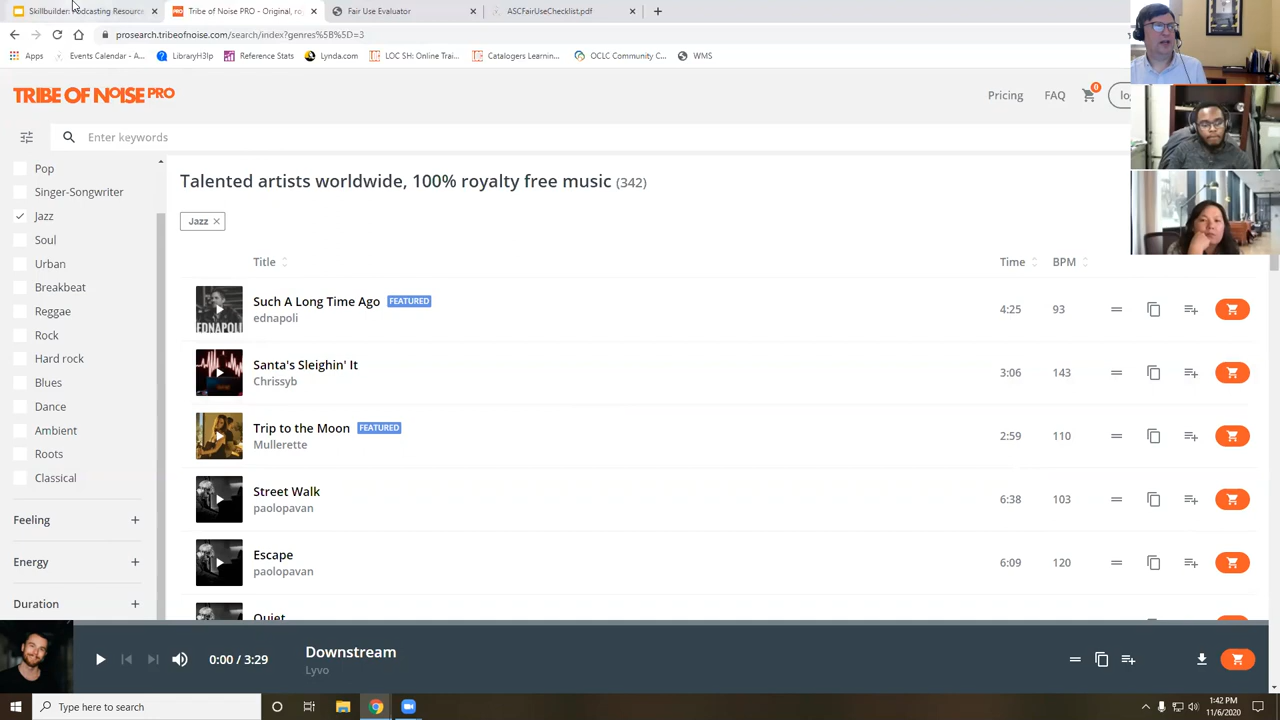 Skillbuilder Podcasting Resource
Tribe of Noise PRO - Original, ro
Fair Use Evaluator
ASCFairUseChecklist.pdf
prosearch.tribeofnoise.com/search/index?genres%5B%5D=3
Apps
Events Calendar - A...
LibraryH3lp
Reference Stats
Lynda.com
LOC SH: Online Trai...
Catalogers Learnin...
OCLC Community C...
WMS
TRIBE OF NOISE PRO
Pricing
FAQ
0
lo
Enter keywords
Pop
Singer-Songwriter
Jazz
Soul
Urban
Breakbeat
Reggae
Rock
Hard rock
Blues
Dance
Ambient
Roots
Classical
Feeling +
Energy +
Duration +
Talented artists worldwide, 100% royalty free music (342)
Jazz ×
Title Time BPM
Such A Long Time Ago FEATURED
ednapoli
4:25 93
EDNAPOLI
Santa's Sleighin' It
Chrissyb
3:06 143
Trip to the Moon FEATURED
Mullerette
2:59 110
Street Walk
paolopavan
6:38 103
Escape
paolopavan
6:09 120
Quiet
0:00 / 3:29
Downstream
Lyvo
Type here to search
1:42 PM
11/6/2020